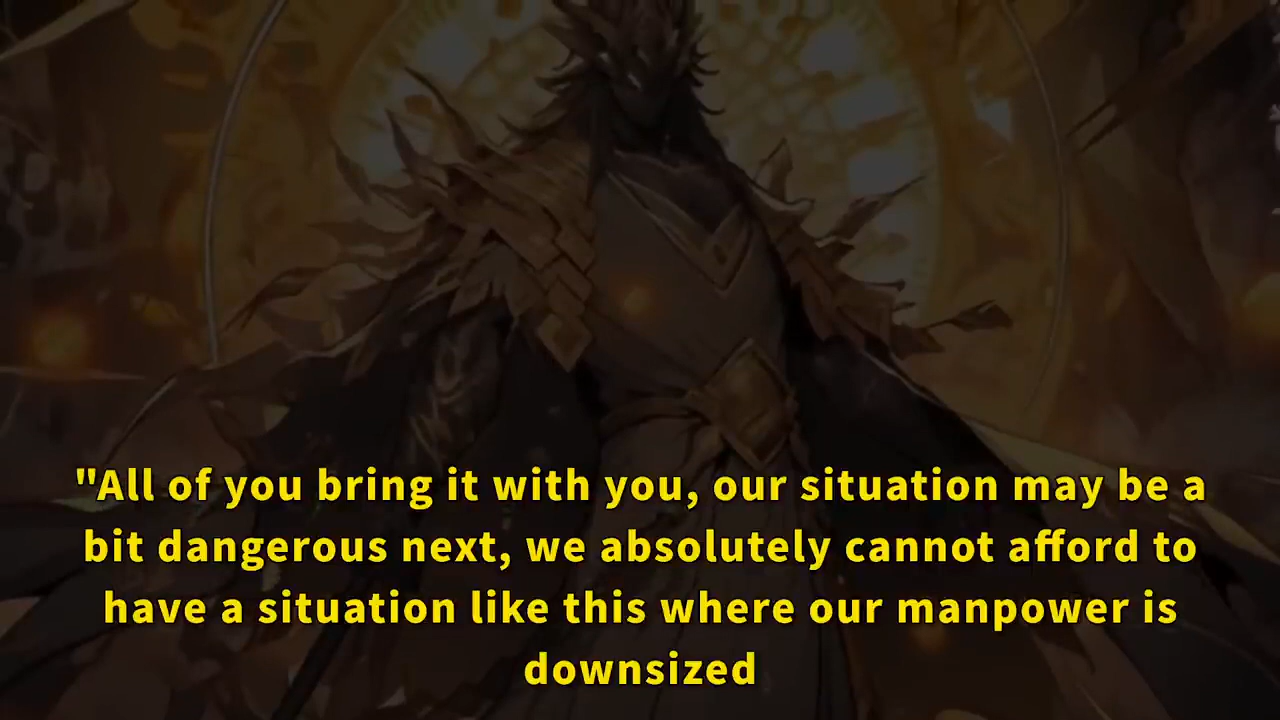 "All of you bring it with you, our situation may be a
bit dangerous next, we absolutely cannot afford to
have a situation like this where our manpower is
downsized